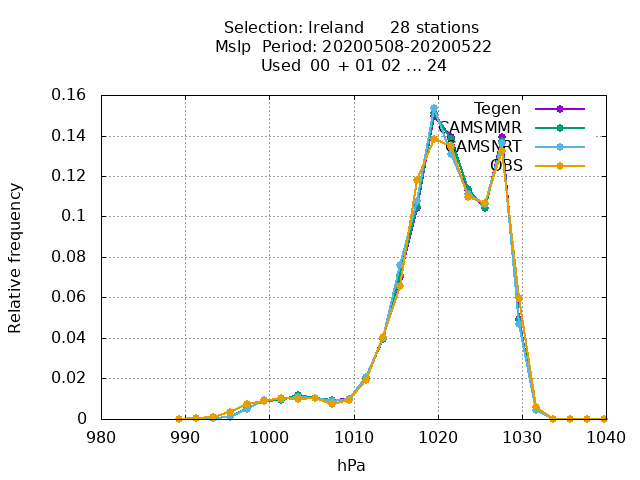 Selection: Ireland 28 stations
Mslp Period: 20200508-20200522
Used 00 + 01 02 ... 24
Tegen
CAMSMMR
CAMSNRT
OBS
0.16
0.14
0.12
0.1
0.08
0.06
0.04
0.02
0
Relative frequency
980 990 1000 1010 1020 1030 1040
hPa